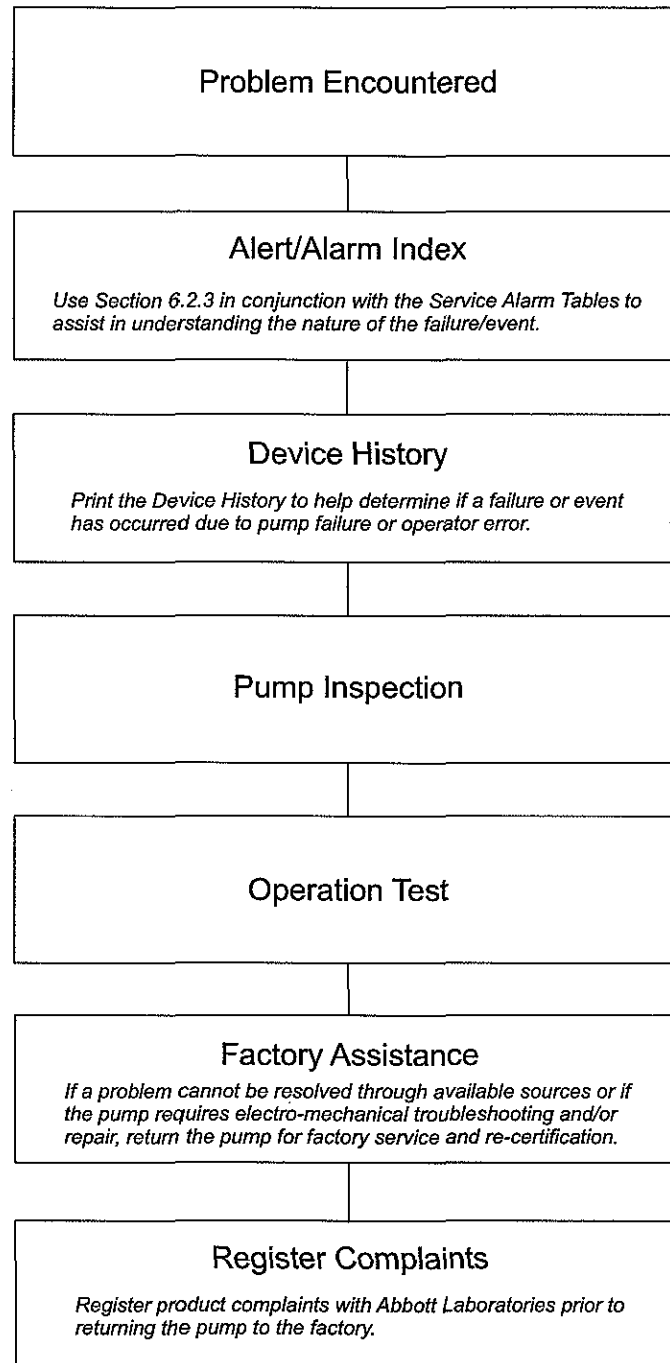 Problem Encountered
Alert/Alarm Index
Use Section 6.2.3 in conjunction with the Service Alarm Tables to
assist in understanding the nature of the failure/event.
Device History
Print the Device History to help determine if a failure or event
has occurred due to pump failure or operator error.
Pump Inspection
Operation Test
Factory Assistance
If a problem cannot be resolved through available sources or if
the pump requires electro-mechanical troubleshooting and/or
repair, return the pump for factory service and re-certification.
Register Complaints
Register product complaints with Abbott Laboratories prior to
returning the pump to the factory.